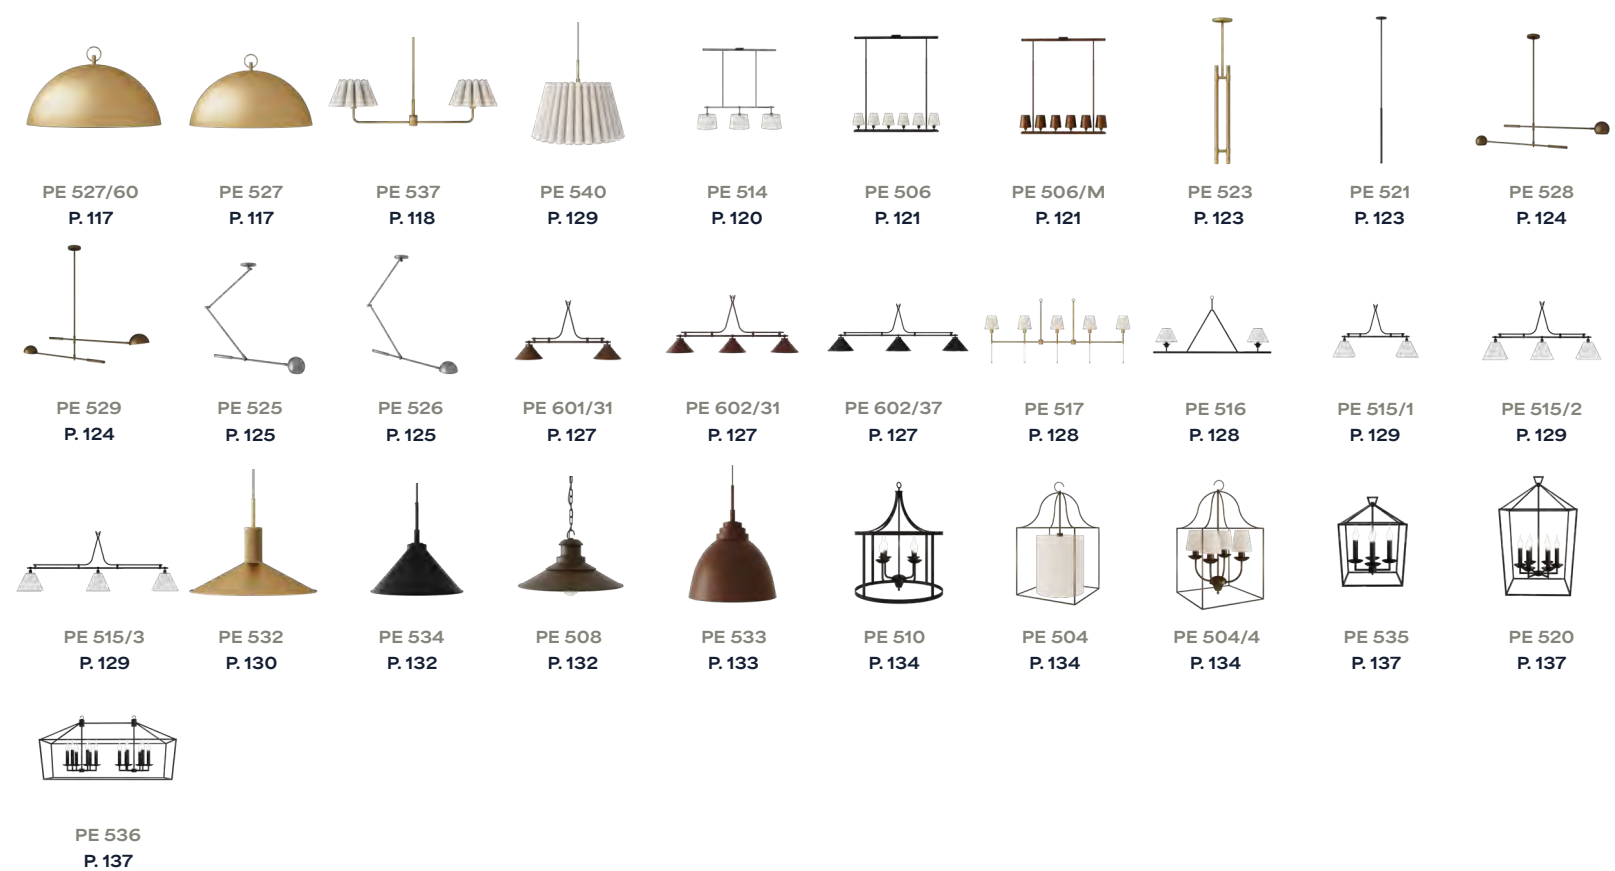 PE 527/60
P. 117
PE 527
P. 117
PE 537
P. 118
PE 540
P. 129
PE 514
P. 120
PE 506
P. 121
PE 506/M
P. 121
PE 523
P. 123
PE 521
P. 123
PE 528
P. 124
PE 529
P. 124
PE 525
P. 125
PE 526
P. 125
PE 601/31
P. 127
PE 602/31
P. 127
PE 602/37
P. 127
PE 517
P. 128
PE 516
P. 128
PE 515/1
P. 129
PE 515/2
P. 129
PE 515/3
P. 129
PE 532
P. 130
PE 534
P. 132
PE 508
P. 132
PE 533
P. 133
PE 510
P. 134
PE 504
P. 134
PE 504/4
P. 134
PE 535
P. 137
PE 520
P. 137
PE 536
P. 137